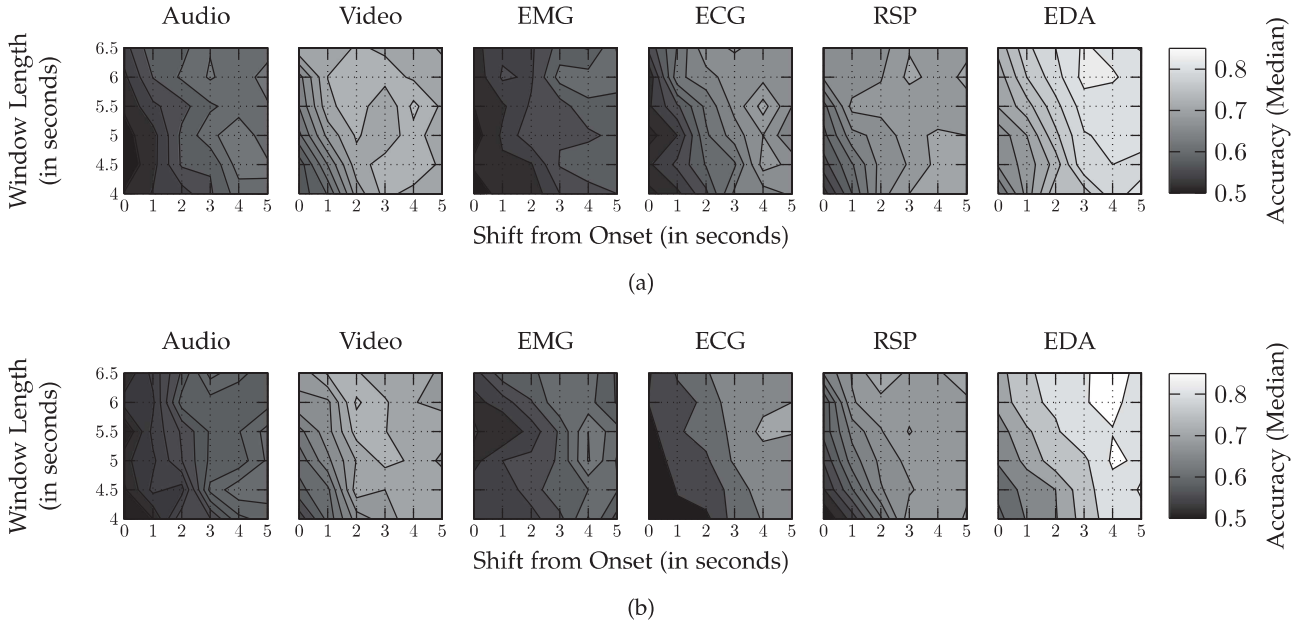 Audio Video EMG ECG RSP EDA
Window Length
(in seconds)
6.5
6
5.5
5
4.5
4
0 1 2 3 4 5 0 1 2 3 4 5 0 1 2 3 4 5 0 1 2 3 4 5 0 1 2 3 4 5 0 1 2 3 4 5
Shift from Onset (in seconds)
0.8
0.7
0.6
0.5
Accuracy (Median)
(a)
Audio Video EMG ECG RSP EDA
Window Length
(in seconds)
6.5
6
5.5
5
4.5
4
0 1 2 3 4 5 0 1 2 3 4 5 0 1 2 3 4 5 0 1 2 3 4 5 0 1 2 3 4 5 0 1 2 3 4 5
Shift from Onset (in seconds)
0.8
0.7
0.6
0.5
Accuracy (Median)
(b)